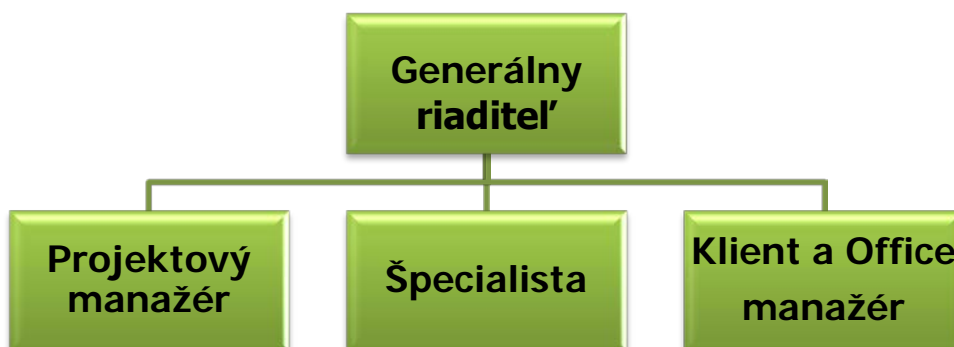 Generálny
riaditeľ
Projektový
manažér
Špecialista
Klient a Office
manažér